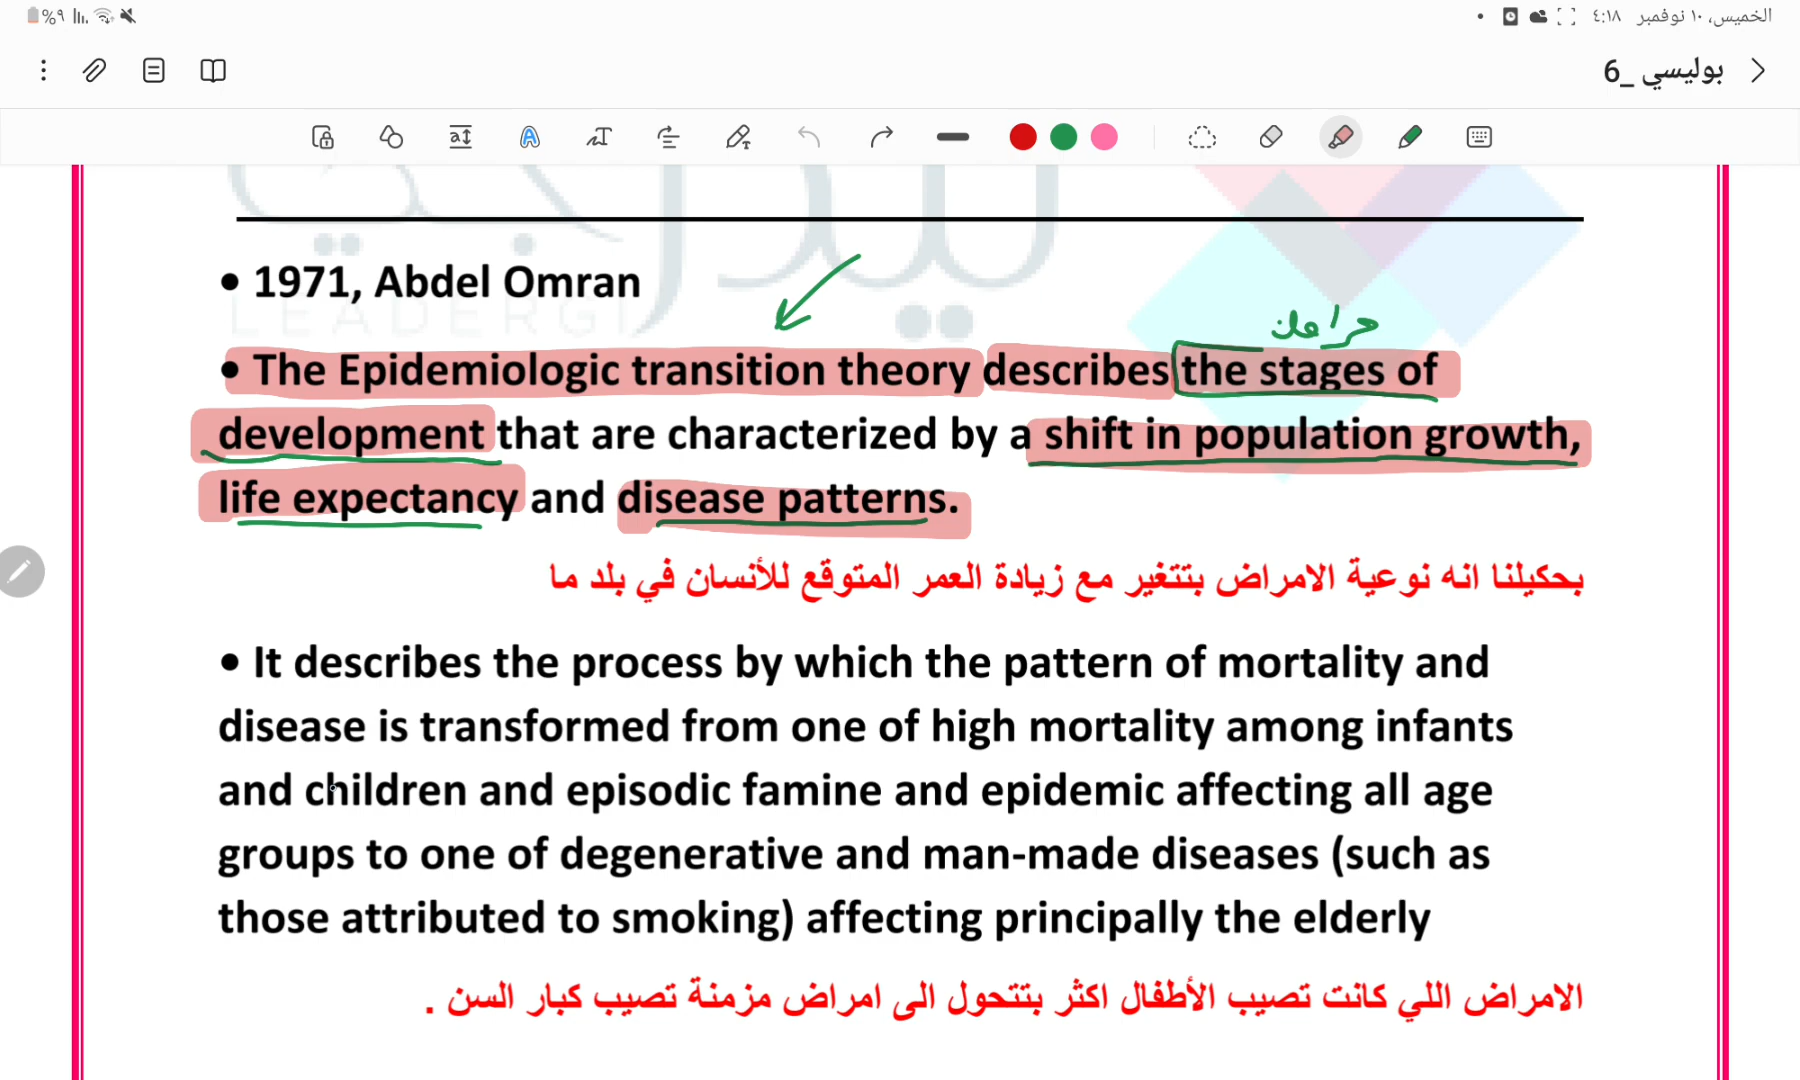 %٩
الخميس، ١٠ نوفمبر ٤:١٨
بوليسي _6
• 1971, Abdel Omran
LEADERGI
مراحل
• The Epidemiologic transition theory describes the stages of
development that are characterized by a shift in population growth,
life expectancy and disease patterns.
بحكيلنا انه نوعية الامراض بتتغير مع زيادة العمر المتوقع للأنسان في بلد ما
• It describes the process by which the pattern of mortality and
disease is transformed from one of high mortality among infants
and children and episodic famine and epidemic affecting all age
groups to one of degenerative and man-made diseases (such as
those attributed to smoking) affecting principally the elderly
الامراض اللي كانت تصيب الأطفال اكثر بتتحول الى امراض مزمنة تصيب كبار السن .